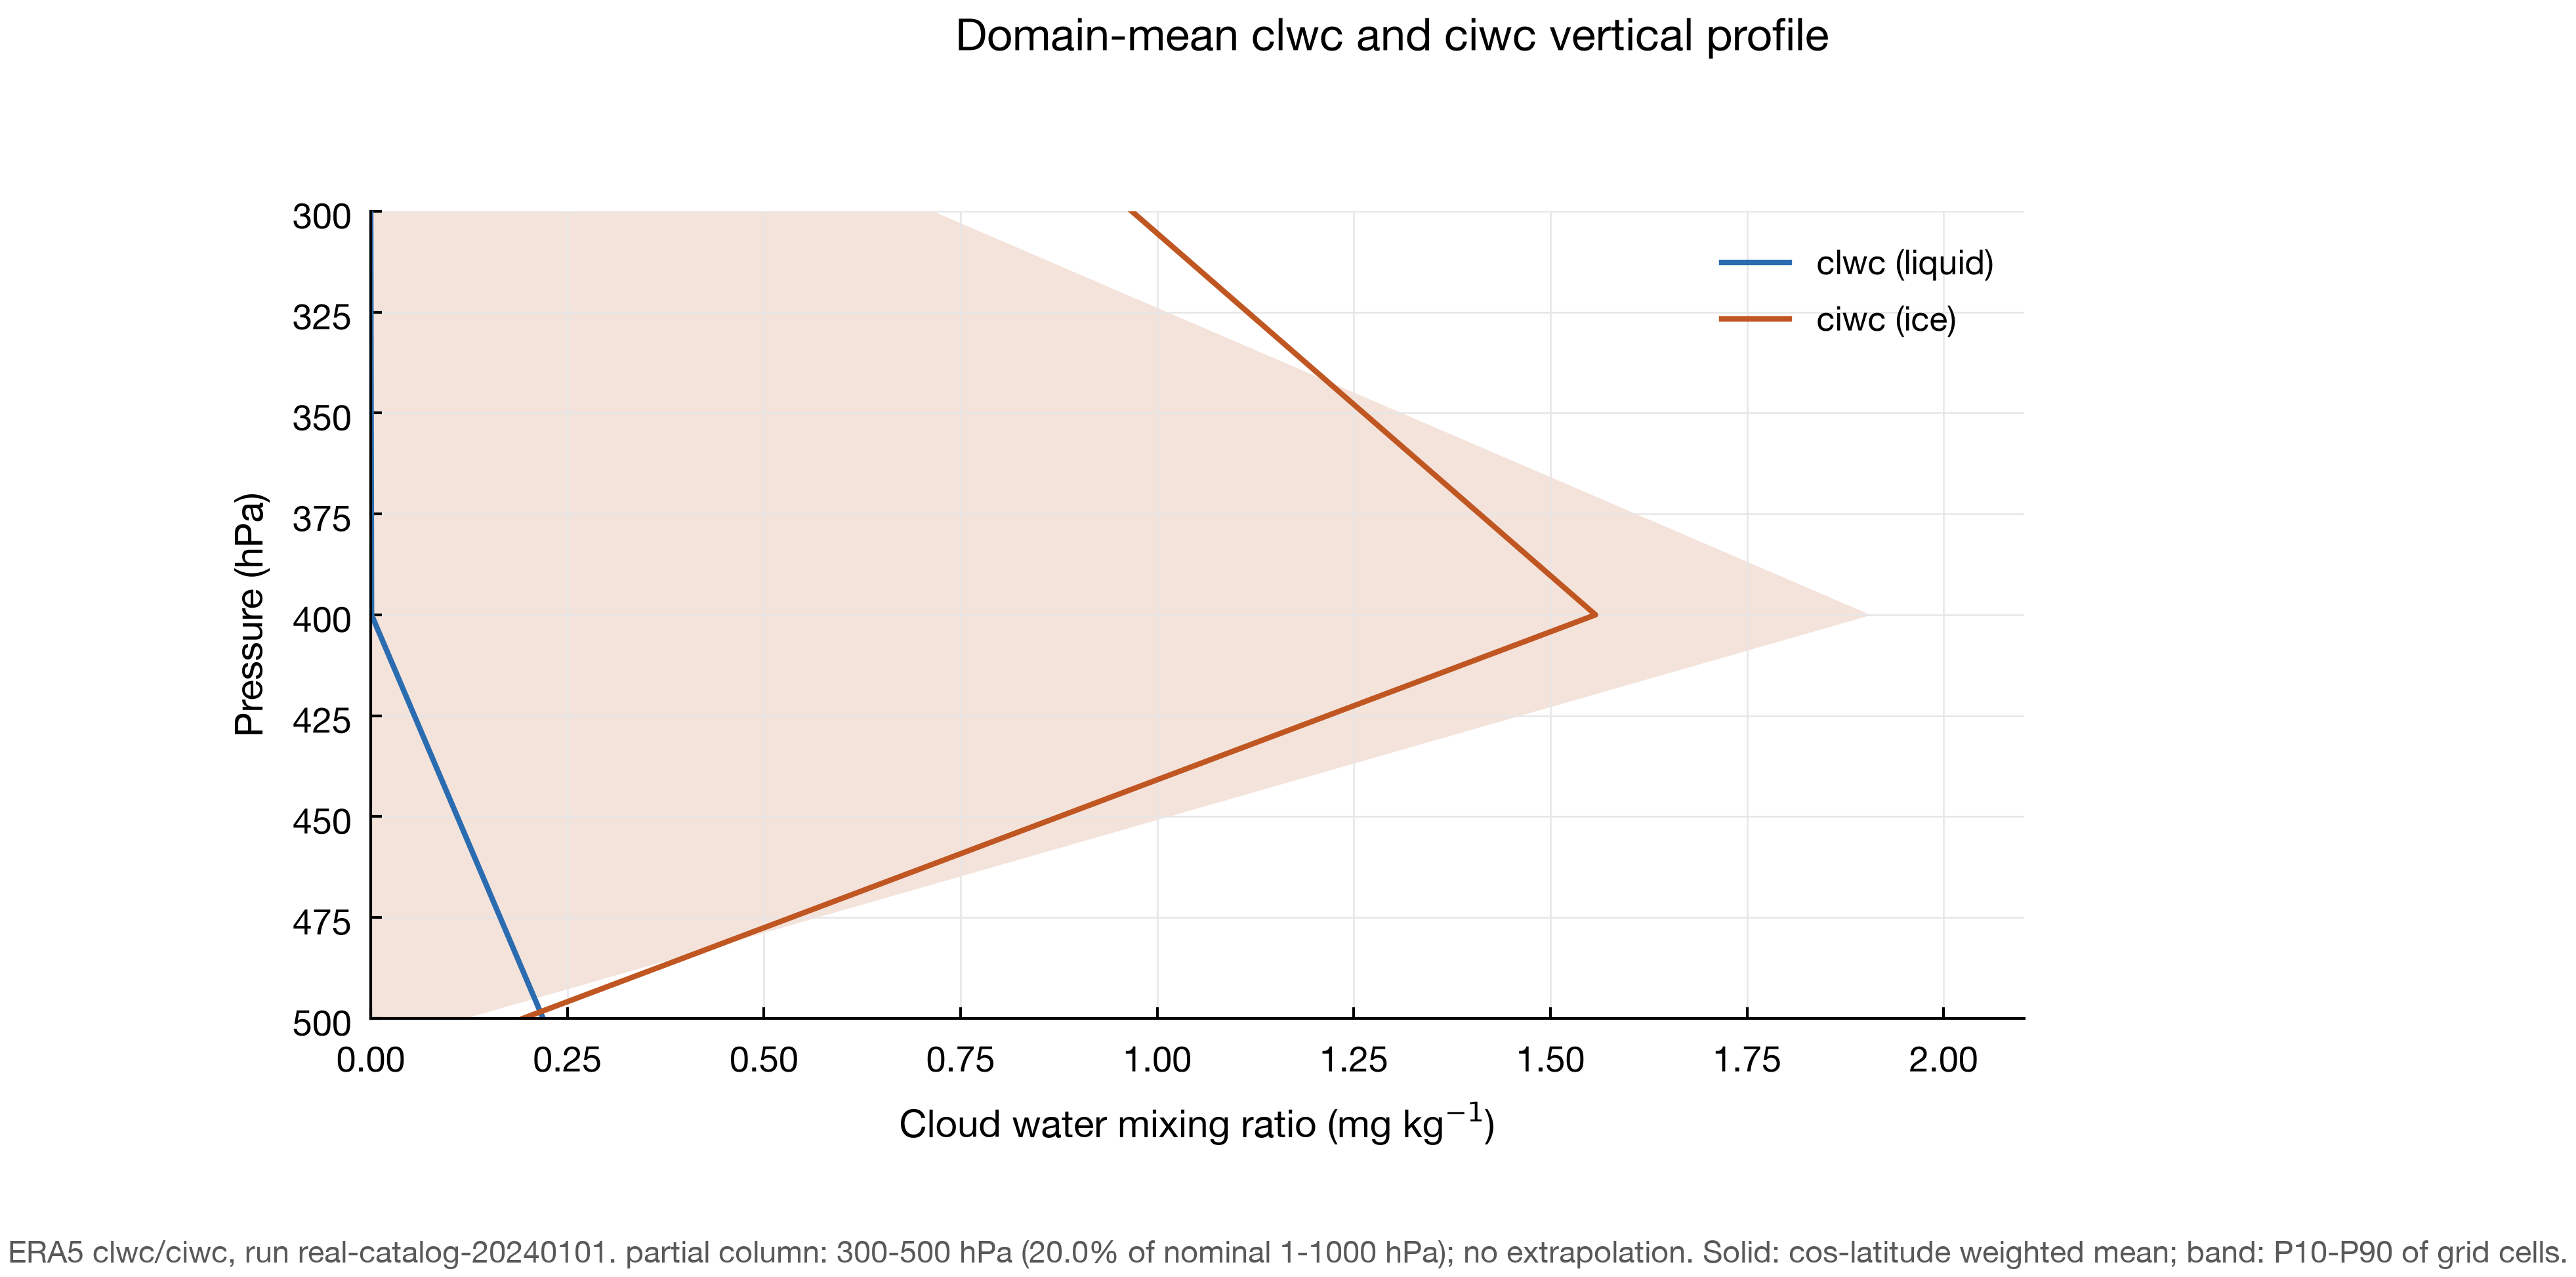 Domain-mean clwc and ciwc vertical profile
300
325
350
375
400
425
450
475
500
Pressure (hPa)
clwc (liquid)
ciwc (ice)
0.00 0.25 0.50 0.75 1.00 1.25 1.50 1.75 2.00
Cloud water mixing ratio (mg kg⁻¹)
ERA5 clwc/ciwc, run real-catalog-20240101. partial column: 300-500 hPa (20.0% of nominal 1-1000 hPa); no extrapolation. Solid: cos-latitude weighted mean; band: P10-P90 of grid cells.